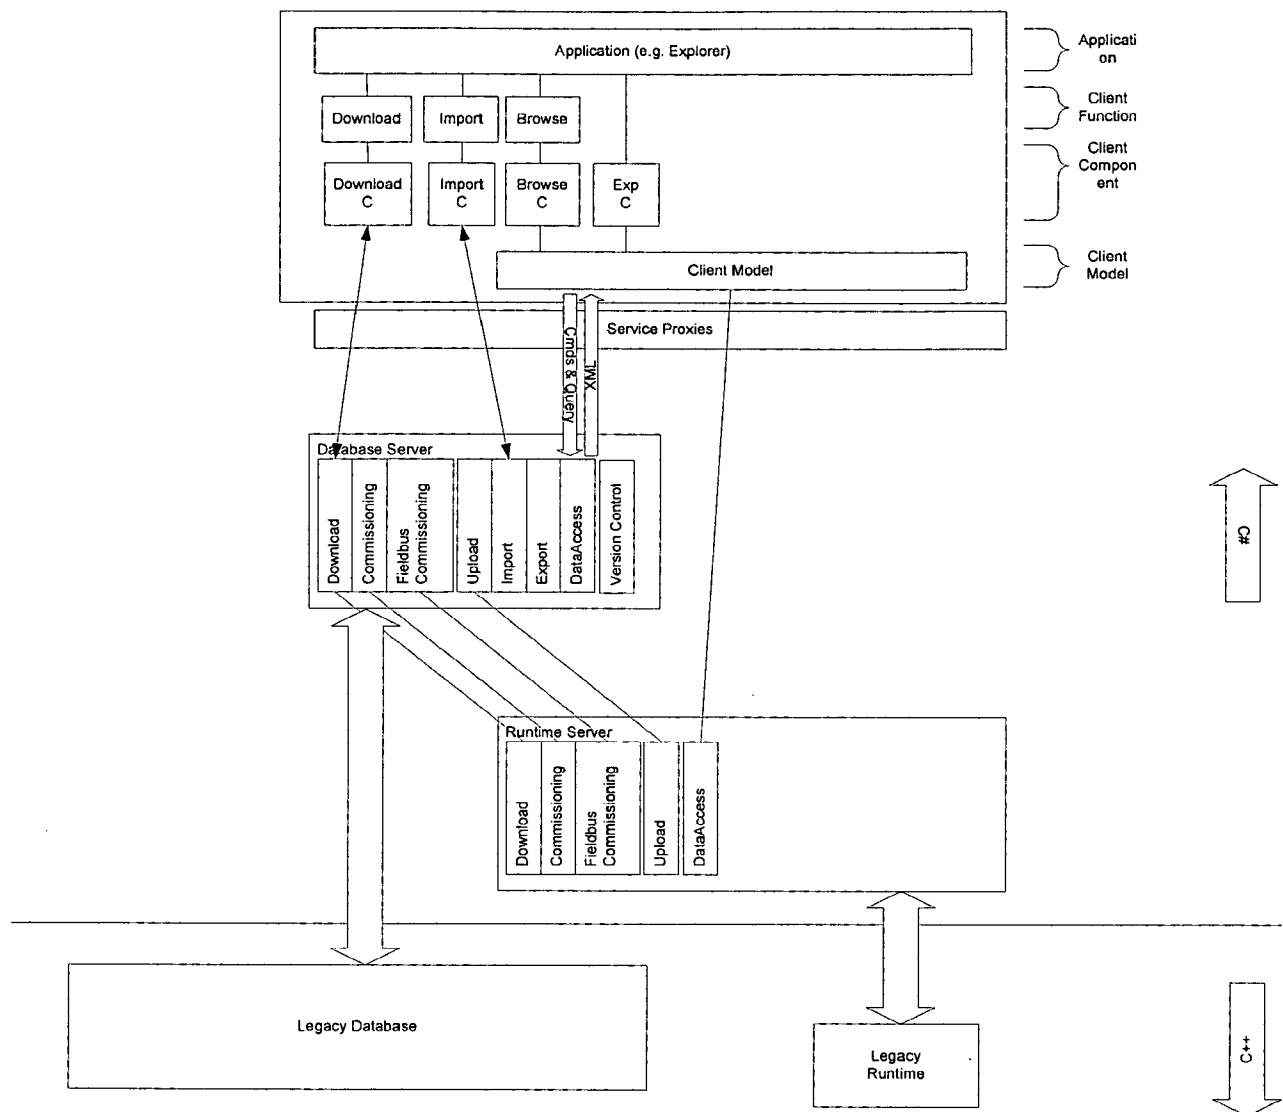 Application (e.g. Explorer)
Applicati
on
Download
Import
Browse
Client
Function
Download
C
Import
C
Browse
C
Exp
C
Client
Compon
ent
Client Model
Client
Model
Service Proxies
Cmds & Query
XML
Database Server
Download
Commissioning
Fieldbus
Commissioning
Upload
Import
Export
DataAccess
Version Control
C#
Runtime Server
Download
Commissioning
Fieldbus
Commissioning
Upload
DataAccess
Legacy Database
Legacy
Runtime
C++